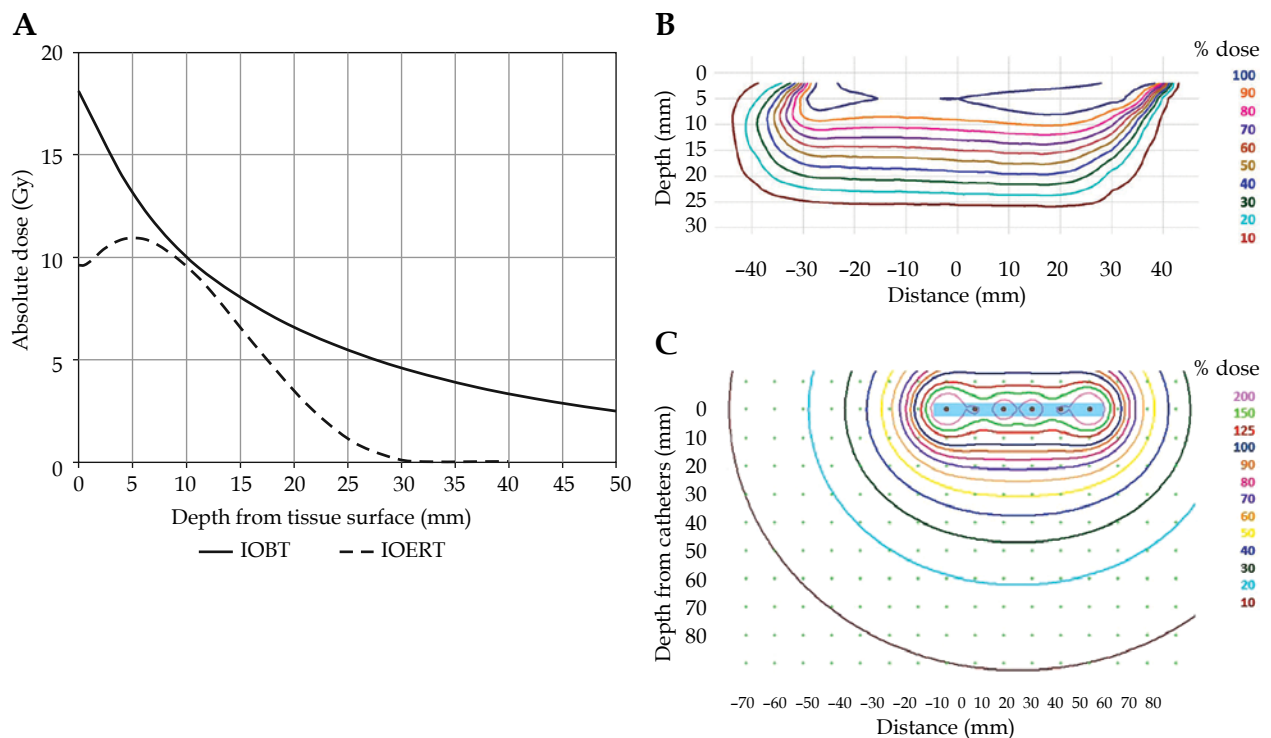 A
20
15
10
5
0
Absolute dose (Gy)
0 5 10 15 20 25 30 35 40 45 50
Depth from tissue surface (mm)
IOBT IOERT
B
% dose
100
90
80
70
60
50
40
30
20
10
0
5
10
15
20
25
30
Depth (mm)
–40 –30 –20 –10 0 10 20 30 40
Distance (mm)
C
% dose
200
150
125
100
90
80
70
60
50
40
30
20
10
0
10
20
30
40
50
60
70
80
Depth from catheters (mm)
–70 –60 –50 –40 –30 –20 –10 0 10 20 30 40 50 60 70 80
Distance (mm)